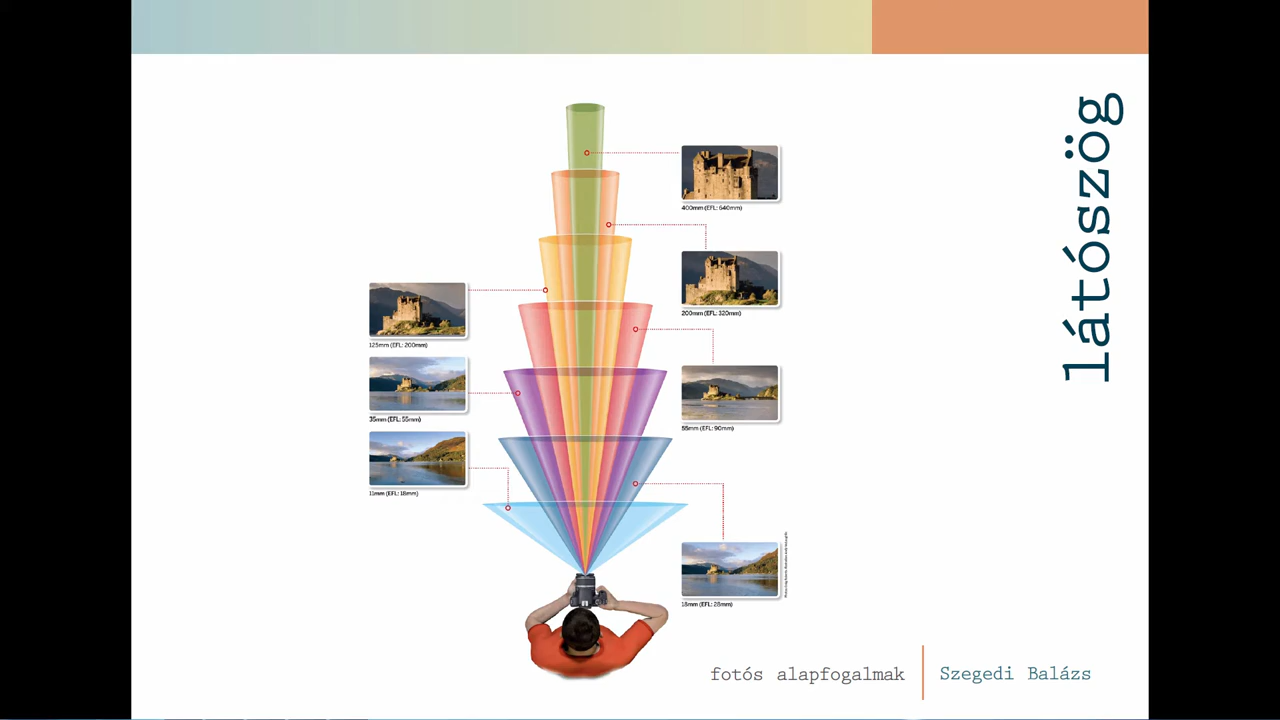 látószög
400mm (EFL: 640mm)
200mm (EFL: 320mm)
125mm (EFL: 200mm)
35mm (EFL: 55mm)
55mm (EFL: 90mm)
11mm (EFL: 18mm)
18mm (EFL: 28mm)
fotós alapfogalmak
Szegedi Balázs